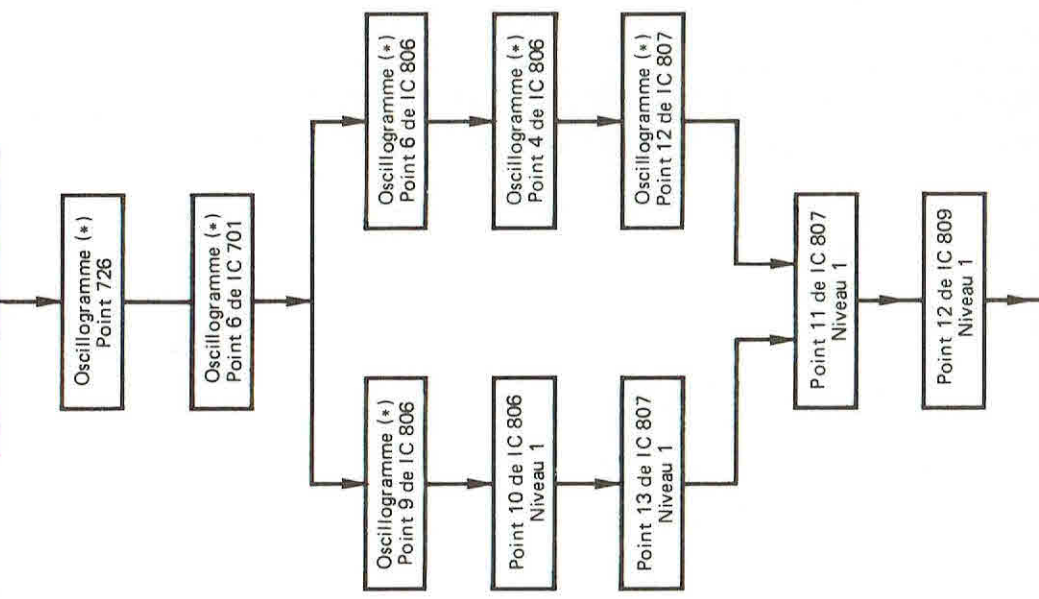 Oscillogramme (*)
Point 726
Oscillogramme (*)
Point 6 de IC 701
Oscillogramme (*)
Point 9 de IC 806
Point 10 de IC 806
Niveau 1
Point 13 de IC 807
Niveau 1
Oscillogramme (*)
Point 6 de IC 806
Oscillogramme (*)
Point 4 de IC 806
Oscillogramme (*)
Point 12 de IC 807
Point 11 de IC 807
Niveau 1
Point 12 de IC 809
Niveau 1